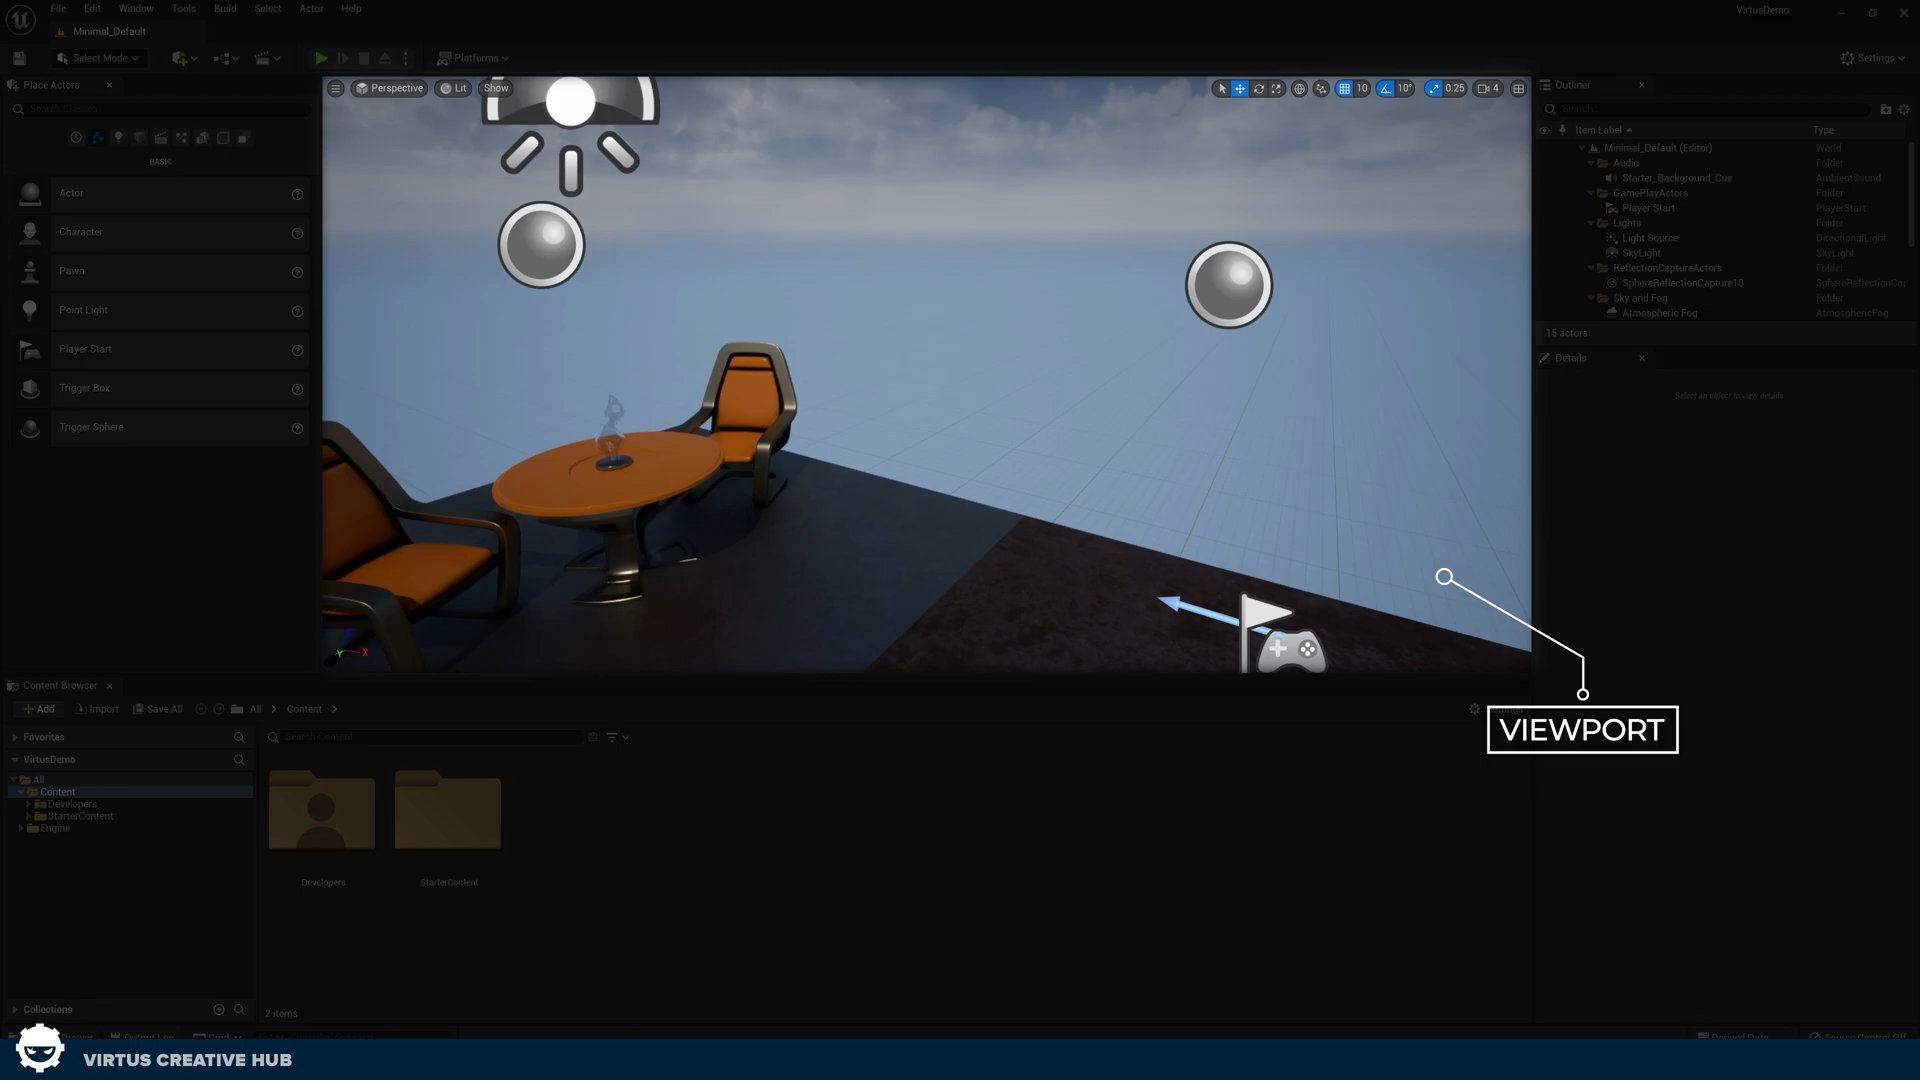 File Edit Window Tools Build Select Actor Help
VirtusDemo
Minimal_Default
Select Mode
Platforms
Settings
Place Actors
Search Classes
BASIC
Actor
Character
Pawn
Point Light
Player Start
Trigger Box
Trigger Sphere
Perspective Lit Show
10 10° 0.25 4
X
Y
Outliner
Search...
Item Label Type
Minimal_Default (Editor) World
Audio Folder
Starter_Background_Cue AmbientSound
GamePlayActors Folder
Player Start PlayerStart
Lights Folder
Light Source DirectionalLight
SkyLight SkyLight
ReflectionCaptureActors Folder
SphereReflectionCapture10 SphereReflectionCa
Sky and Fog Folder
Atmospheric Fog AtmosphericFog
15 actors
Details
Select an object to view details
VIEWPORT
Content Browser
Add Import Save All All Content
Favorites
VirtusDemo
All
Content
Developers
StarterContent
Engine
Search Content
Developers StarterContent
Collections
2 items
Output Log Cmd
Derived Data Source Control Off
VIRTUS CREATIVE HUB